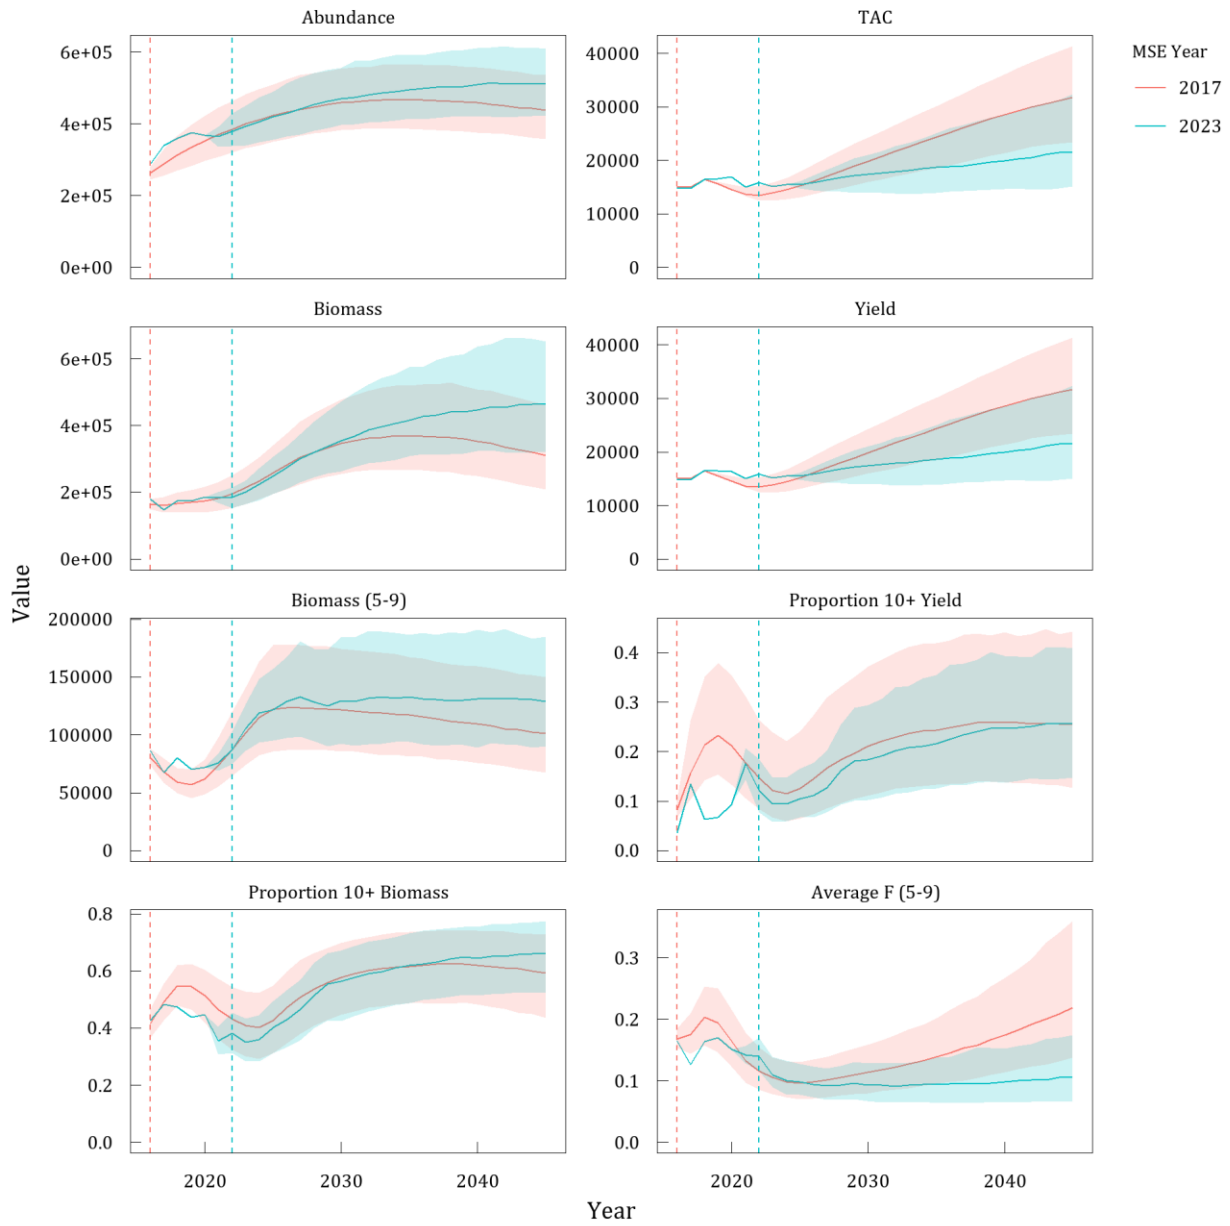 Abundance
TAC
MSE Year
2017
2023
6e+05
4e+05
2e+05
0e+00
40000
30000
20000
10000
0
Biomass
Yield
6e+05
4e+05
2e+05
0e+00
40000
30000
20000
10000
0
Value
Biomass (5-9)
Proportion 10+ Yield
200000
150000
100000
50000
0
0.4
0.3
0.2
0.1
0.0
Proportion 10+ Biomass
Average F (5-9)
0.8
0.6
0.4
0.2
0.0
0.3
0.2
0.1
0.0
2020
2030
2040
2020
2030
2040
Year